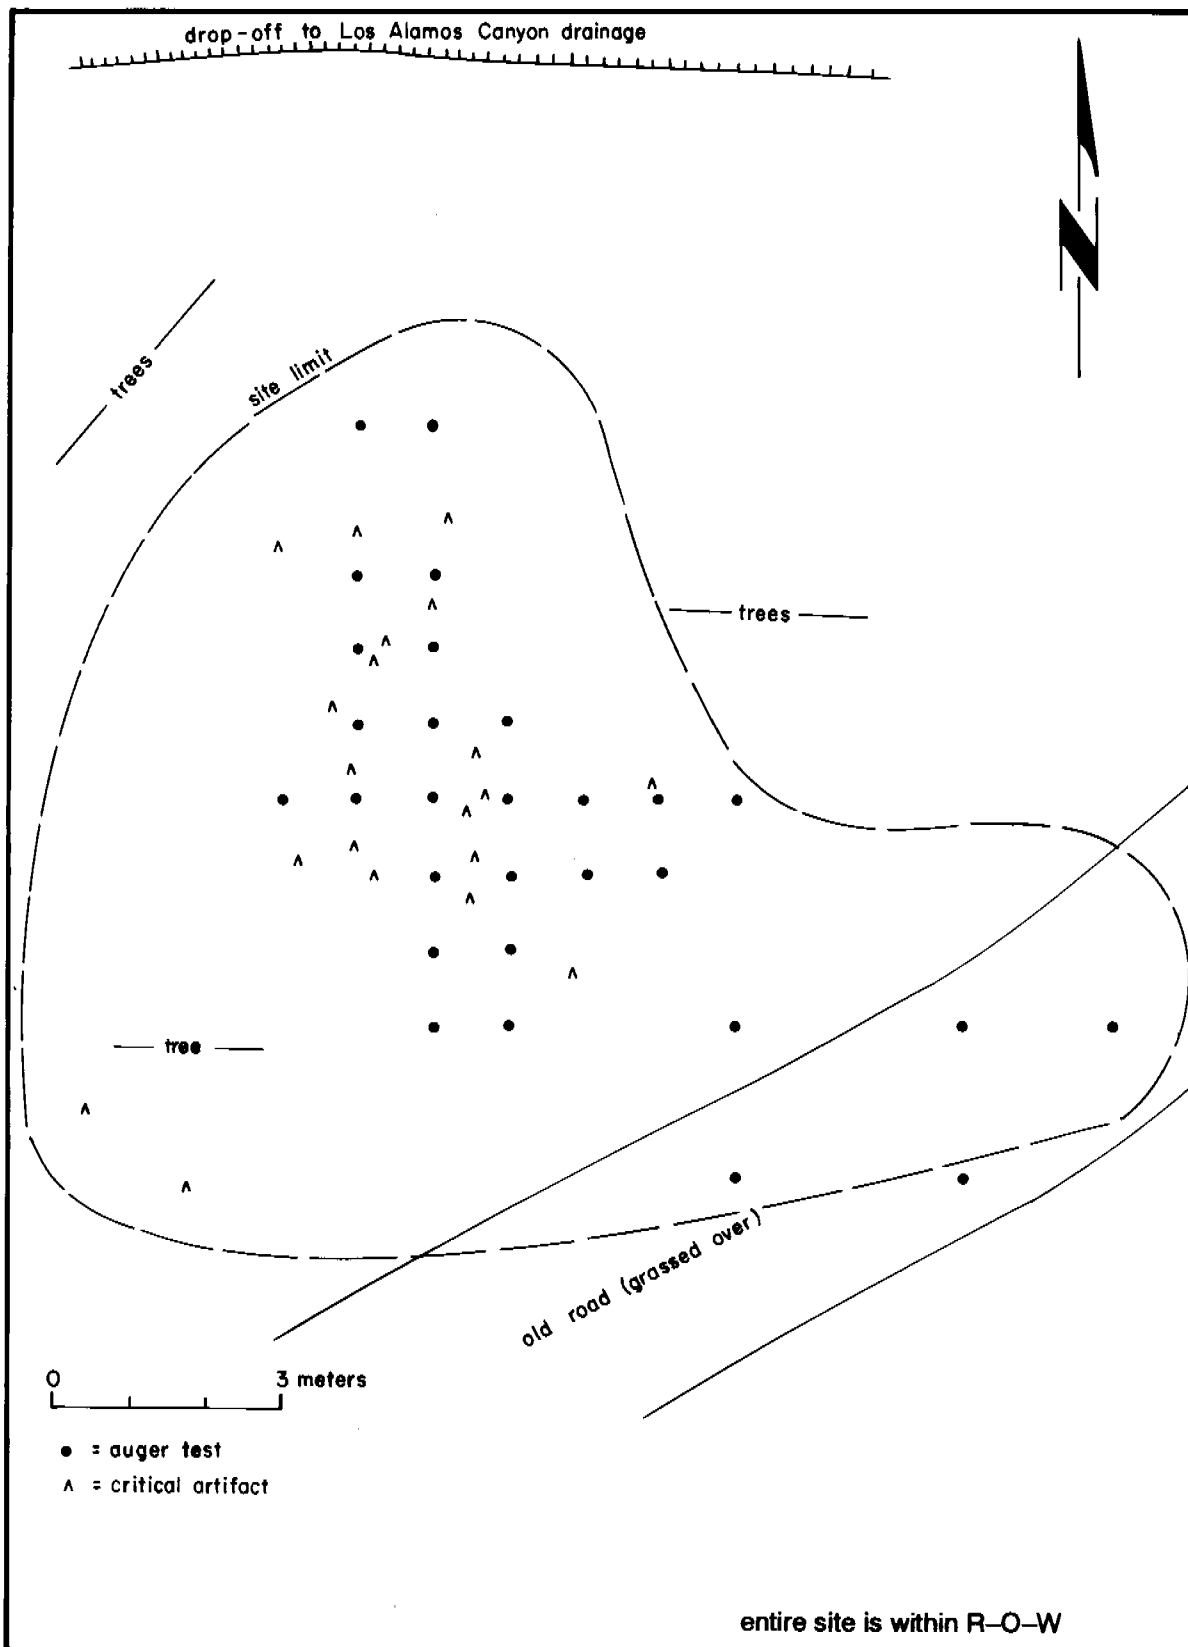 drop-off to Los Alamos Canyon drainage
N
trees
site limit
trees
tree
old road (grassed over)
0 3 meters
• = auger test
^ = critical artifact
entire site is within R–O–W